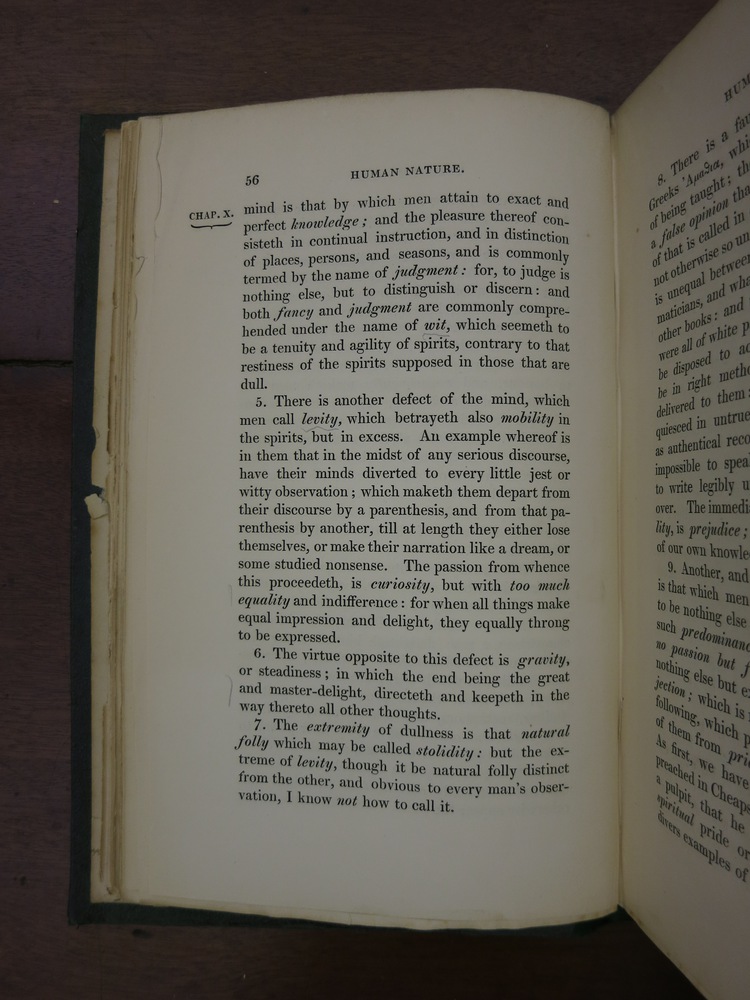 56
HUMAN NATURE.
CHAP. X.
mind is that by which men attain to exact and
perfect knowledge; and the pleasure thereof con-
sisteth in continual instruction, and in distinction
of places, persons, and seasons, and is commonly
termed by the name of judgment: for, to judge is
nothing else, but to distinguish or discern: and
both fancy and judgment are commonly compre-
hended under the name of wit, which seemeth to
be a tenuity and agility of spirits, contrary to that
restiness of the spirits supposed in those that are
dull.
5. There is another defect of the mind, which
men call levity, which betrayeth also mobility in
the spirits, but in excess. An example whereof is
in them that in the midst of any serious discourse,
have their minds diverted to every little jest or
witty observation; which maketh them depart from
their discourse by a parenthesis, and from that pa-
renthesis by another, till at length they either lose
themselves, or make their narration like a dream, or
some studied nonsense. The passion from whence
this proceedeth, is curiosity, but with too much
equality and indifference: for when all things make
equal impression and delight, they equally throng
to be expressed.
6. The virtue opposite to this defect is gravity,
or steadiness; in which the end being the great
and master-delight, directeth and keepeth in the
way thereto all other thoughts.
7. The extremity of dullness is that natural
folly which may be called stolidity: but the ex-
treme of levity, though it be natural folly distinct
from the other, and obvious to every man's obser-
vation, I know not how to call it.
HUM
8. There is a fau
Greeks Ἀμαθία, whi
of being taught; th
a false opinion tha
of that is called in
not otherwise so un
is unequal between
maticians, and wha
other books: and
were all of white p
be disposed to ac
be in right metho
delivered to them:
quiesced in untrue
as authentical reco
impossible to spea
to write legibly u
over. The immedi
lity, is prejudice;
of our own knowle
9. Another, and
is that which men
to be nothing else
such predominanc
no passion but f
nothing else but e
jection; which is
following, which p
of them from pri
As first, we have
preached in Cheaps
a pulpit, that he
spiritual pride or
divers examples of